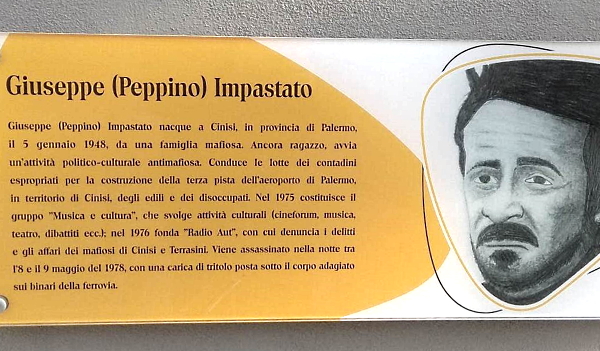 Giuseppe (Peppino) Impastato
Giuseppe (Peppino) Impastato nacque a Cinisi, in provincia di Palermo,
il 5 gennaio 1948, da una famiglia mafiosa. Ancora ragazzo, avvia
un'attività politico-culturale antimafiosa. Conduce le lotte dei contadini
espropriati per la costruzione della terza pista dell'aeroporto di Palermo,
in territorio di Cinisi, degli edili e dei disoccupati. Nel 1975 costituisce il
gruppo "Musica e cultura", che svolge attività culturali (cineforum, musica,
teatro, dibattiti ecc.); nel 1976 fonda "Radio Aut", con cui denuncia i delitti
e gli affari dei mafiosi di Cinisi e Terrasini. Viene assassinato nella notte tra
l'8 e il 9 maggio del 1978, con una carica di tritolo posta sotto il corpo adagiato
sui binari della ferrovia.